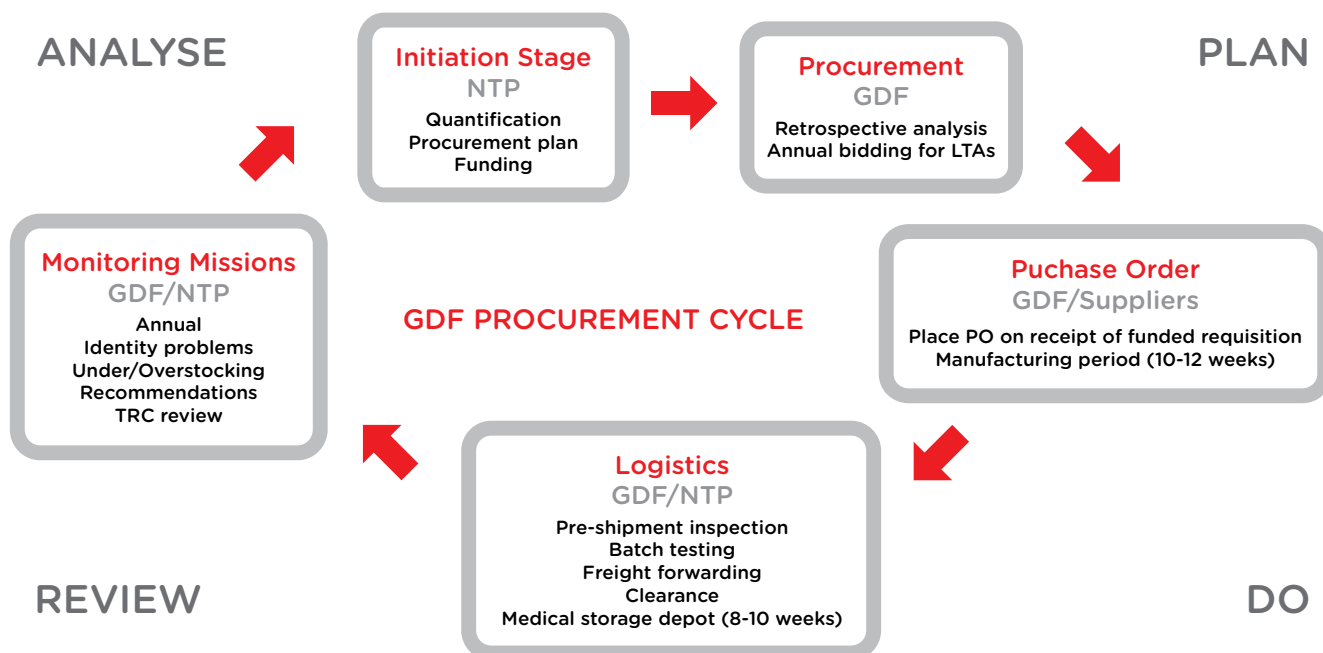 ANALYSE
PLAN
Initiation Stage
NTP
Quantification
Procurement plan
Funding
Procurement
GDF
Retrospective analysis
Annual bidding for LTAs
Puchase Order
GDF/Suppliers
Place PO on receipt of funded requisition
Manufacturing period (10-12 weeks)
GDF PROCUREMENT CYCLE
Monitoring Missions
GDF/NTP
Annual
Identity problems
Under/Overstocking
Recommendations
TRC review
Logistics
GDF/NTP
Pre-shipment inspection
Batch testing
Freight forwarding
Clearance
Medical storage depot (8-10 weeks)
REVIEW
DO